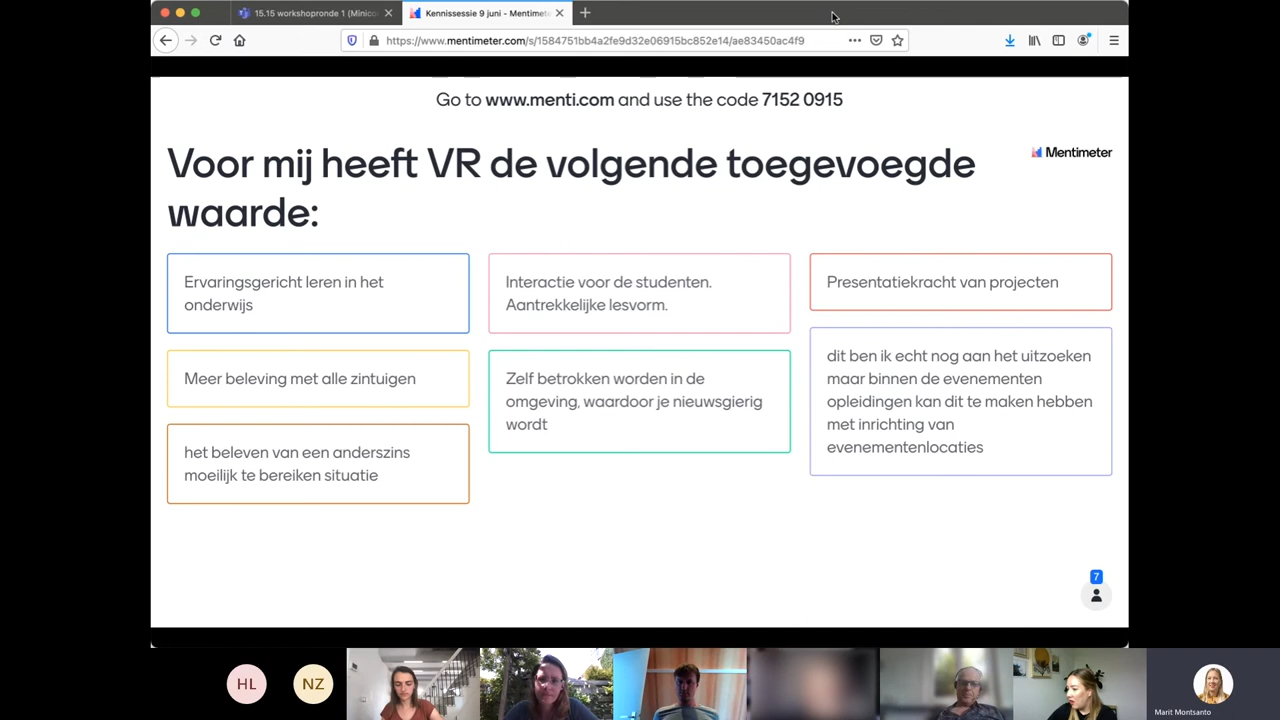 15.15 workshopronde 1 (Minico
Kennissessie 9 juni - Mentimete
https://www.mentimeter.com/s/1584751bb4a2fe9d32e06915bc852e14/ae83450ac4f9
Go to www.menti.com and use the code 7152 0915
Voor mij heeft VR de volgende toegevoegde
waarde:
Mentimeter
Ervaringsgericht leren in het
onderwijs
Meer beleving met alle zintuigen
het beleven van een anderszins
moeilijk te bereiken situatie
Interactie voor de studenten.
Aantrekkelijke lesvorm.
Zelf betrokken worden in de
omgeving, waardoor je nieuwsgierig
wordt
Presentatiekracht van projecten
dit ben ik echt nog aan het uitzoeken
maar binnen de evenementen
opleidingen kan dit te maken hebben
met inrichting van
evenementenlocaties
7
HL
NZ
Marit Montsanto